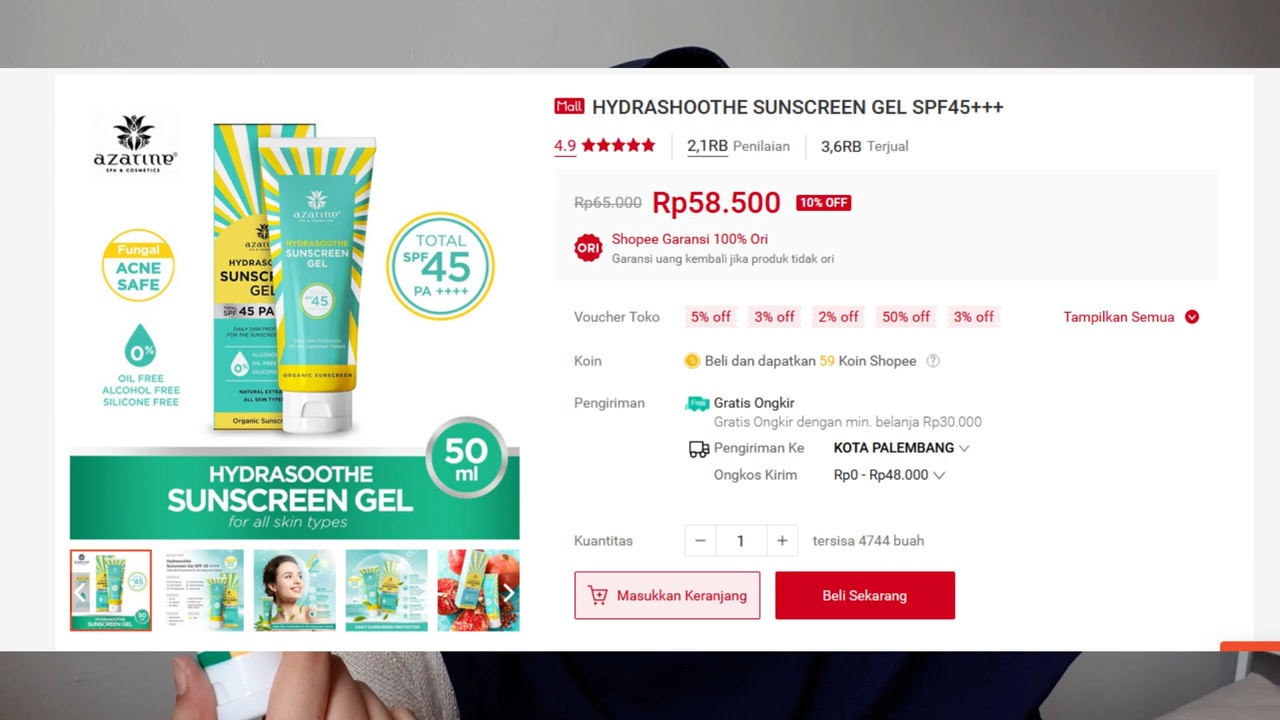 Mall HYDRASHOOTHE SUNSCREEN GEL SPF45+++
4.9 2,1RB Penilaian 3,6RB Terjual
Rp65.000 Rp58.500 10% OFF
ORI Shopee Garansi 100% Ori
Garansi uang kembali jika produk tidak ori
Voucher Toko 5% off 3% off 2% off 50% off 3% off Tampilkan Semua
Koin Beli dan dapatkan 59 Koin Shopee ?
Pengiriman Free Gratis Ongkir
Gratis Ongkir dengan min. belanja Rp30.000
Pengiriman Ke KOTA PALEMBANG
Ongkos Kirim Rp0 - Rp48.000
Kuantitas − 1 + tersisa 4744 buah
Masukkan Keranjang Beli Sekarang
azarine
SPA & COSMETICS
Fungal
ACNE
SAFE
0%
OIL FREE
ALCOHOL FREE
SILICONE FREE
azarine
HYDRASOOTHE
SUNSCREEN
GEL
SPF 45
ORGANIC SUNSCREEN
TOTAL
SPF 45
PA ++++
50
ml
HYDRASOOTHE
SUNSCREEN GEL
for all skin types